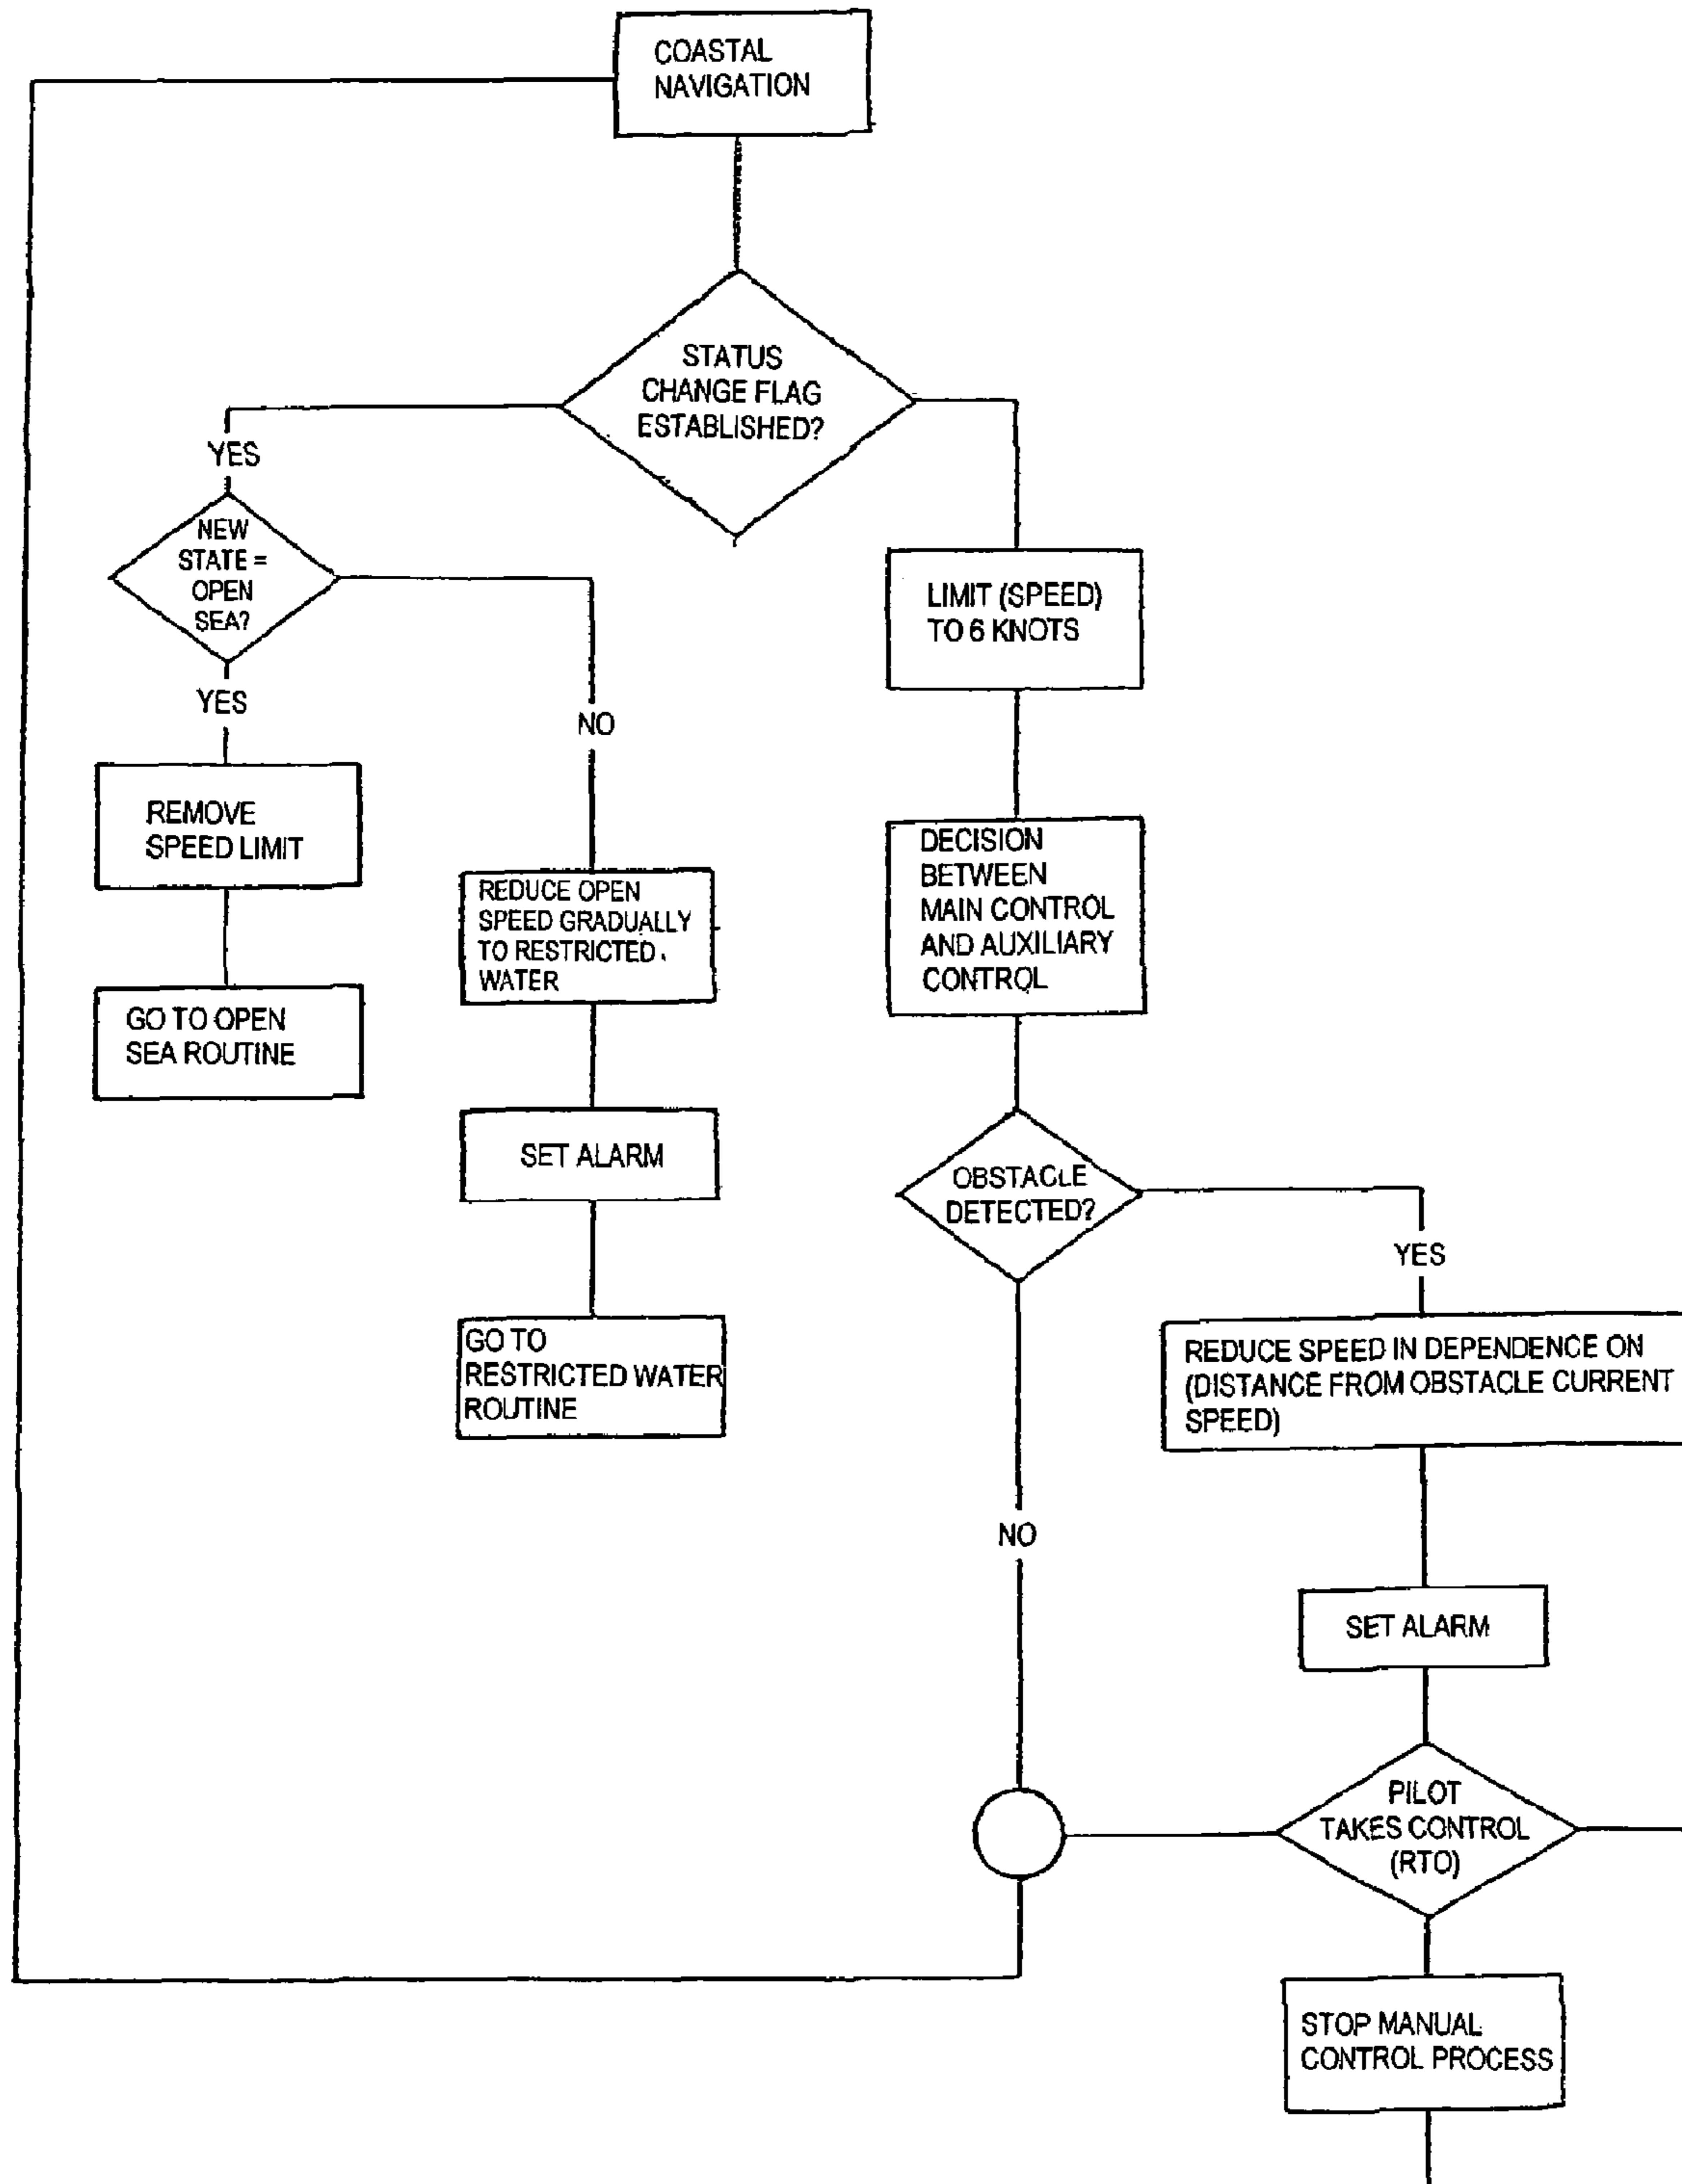 COASTAL
NAVIGATION
STATUS
CHANGE FLAG
ESTABLISHED?
YES
NEW
STATE =
OPEN
SEA?
YES
NO
REMOVE
SPEED LIMIT
GO TO OPEN
SEA ROUTINE
REDUCE OPEN
SPEED GRADUALLY
TO RESTRICTED
WATER
SET ALARM
GO TO
RESTRICTED WATER
ROUTINE
LIMIT (SPEED)
TO 6 KNOTS
DECISION
BETWEEN
MAIN CONTROL
AND AUXILIARY
CONTROL
OBSTACLE
DETECTED?
YES
NO
REDUCE SPEED IN DEPENDENCE ON
(DISTANCE FROM OBSTACLE CURRENT
SPEED)
SET ALARM
PILOT
TAKES CONTROL
(RTO)
STOP MANUAL
CONTROL PROCESS